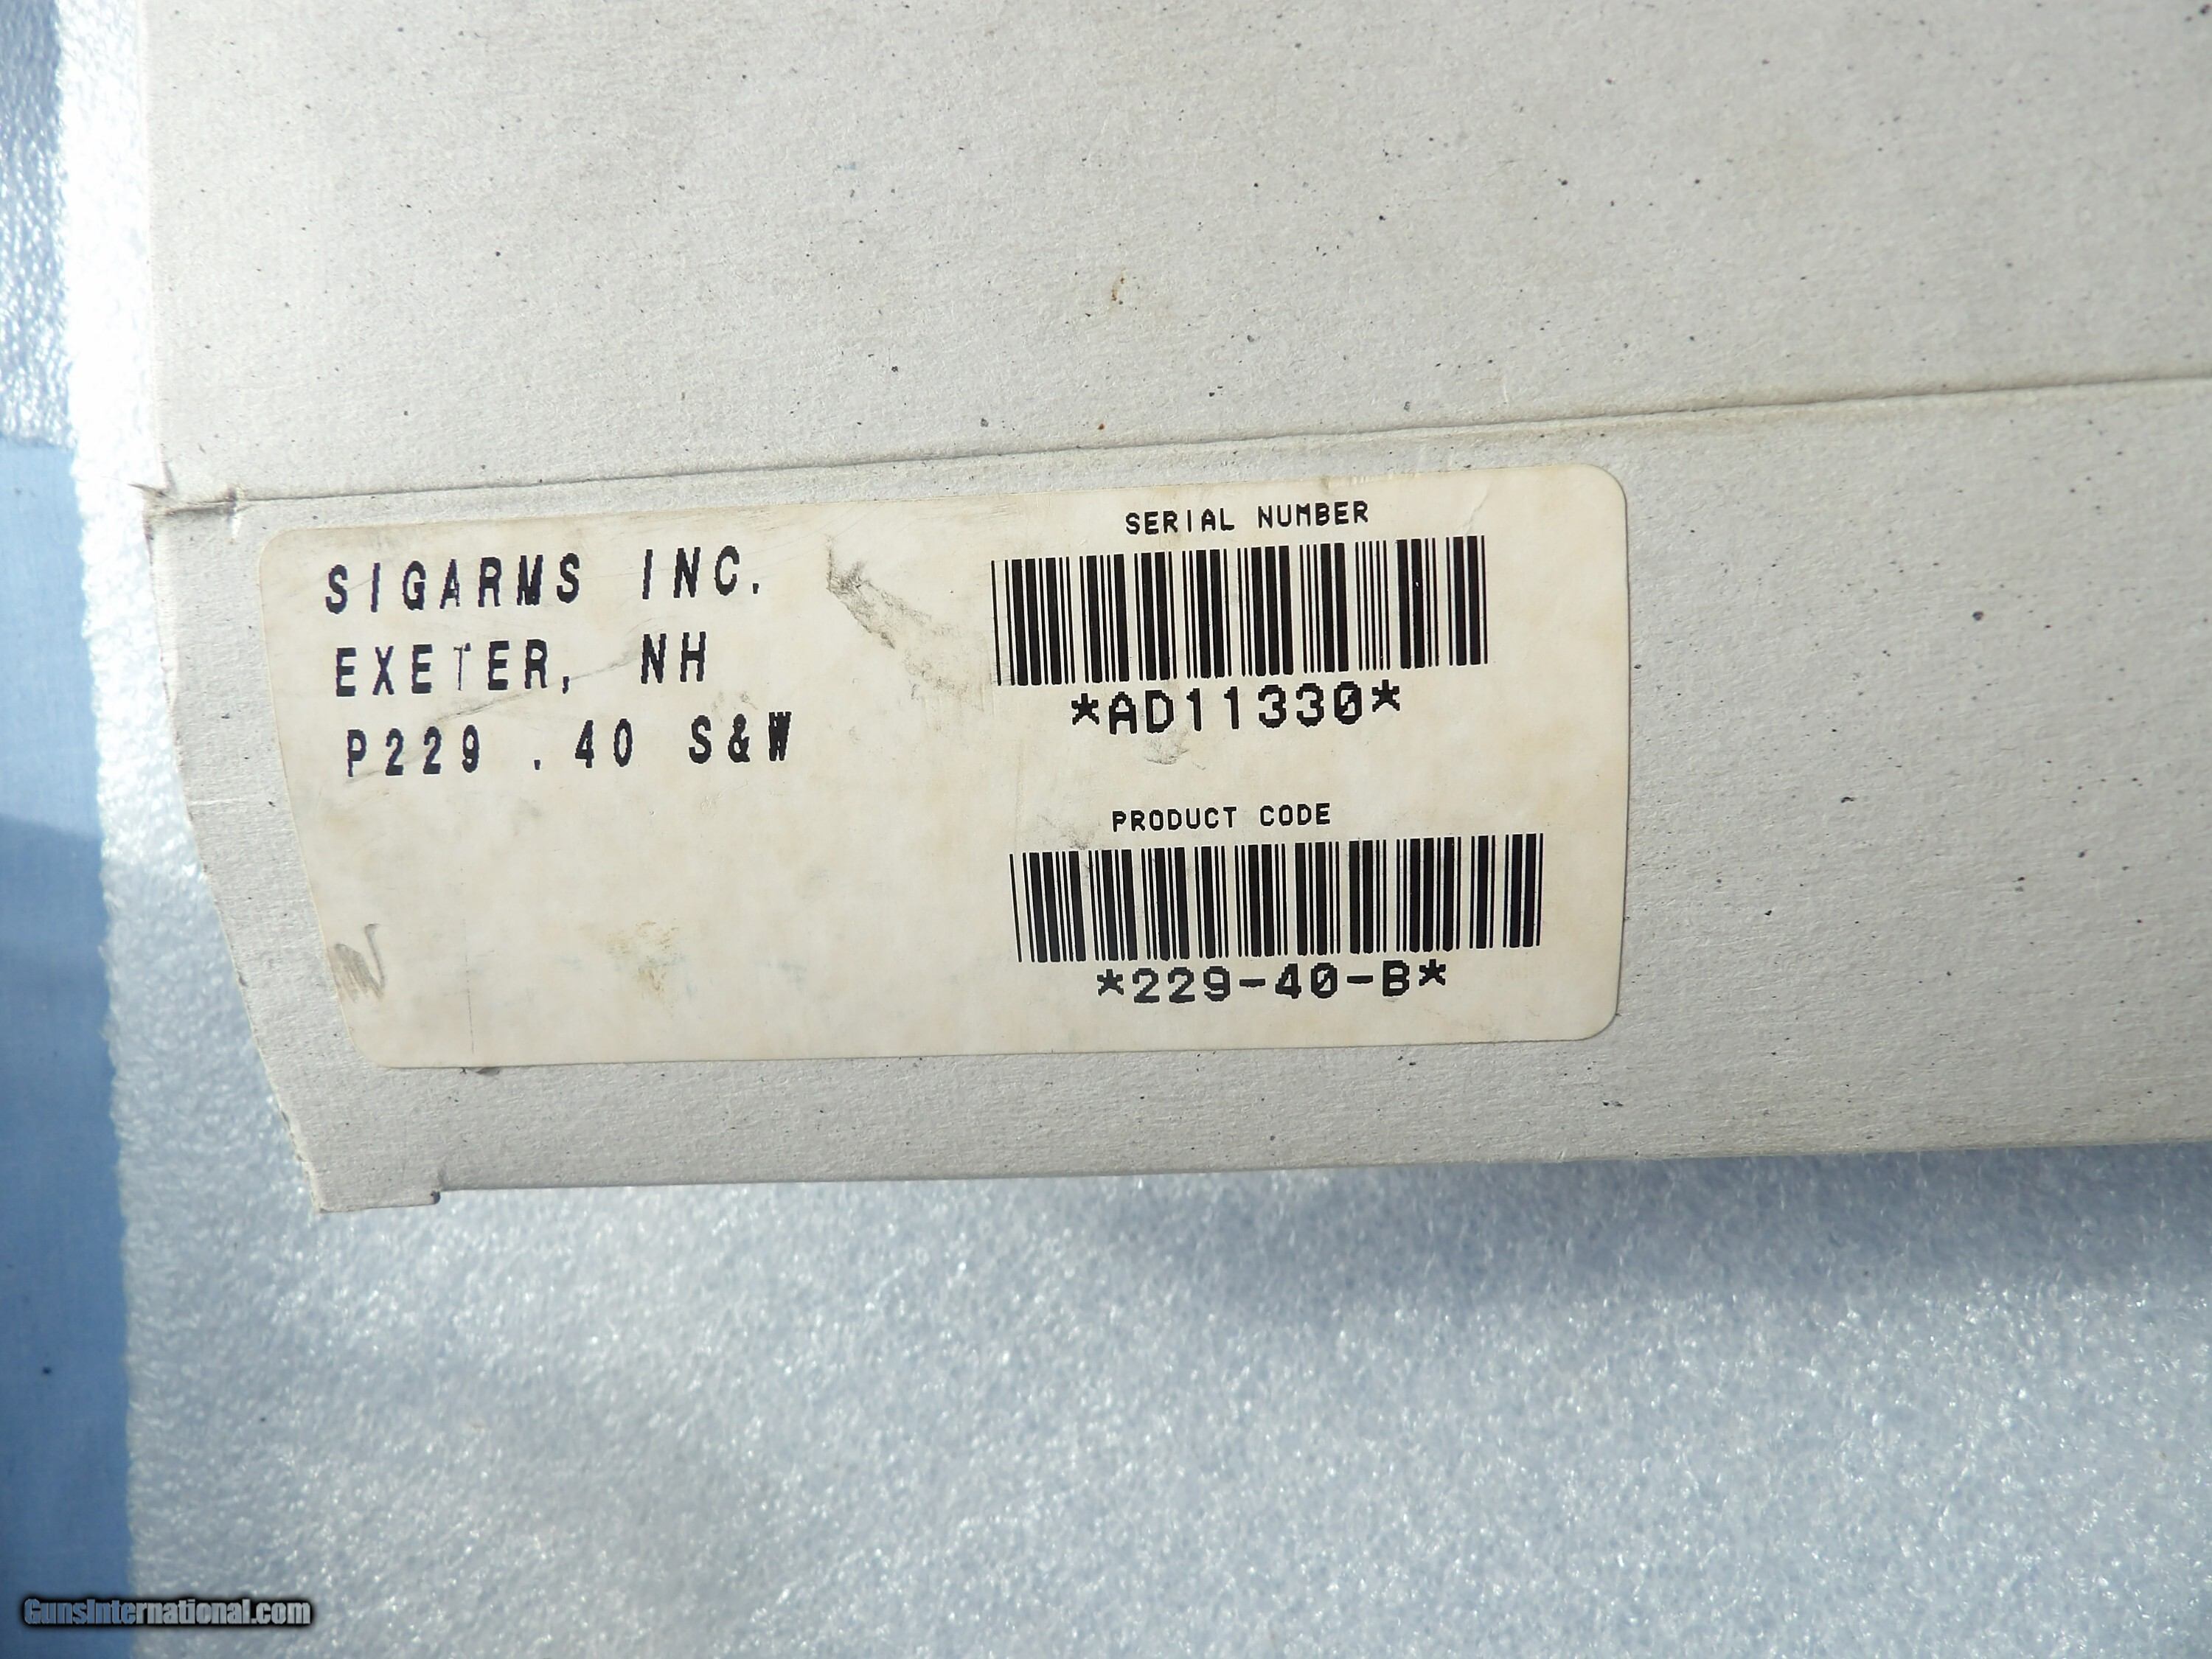 SIGARMS INC.
EXETER, NH
P229 .40 S&W
SERIAL NUMBER
*AD11330*
PRODUCT CODE
*229-40-B*
GunsInternational.com